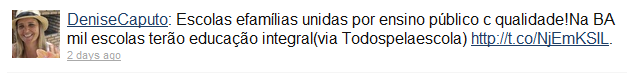 DeniseCaputo: Escolas efamílias unidas por ensino público c qualidade!Na BA
mil escolas terão educação integral(via Todospelaescola) http://t.co/NjEmKSlL.
2 days ago